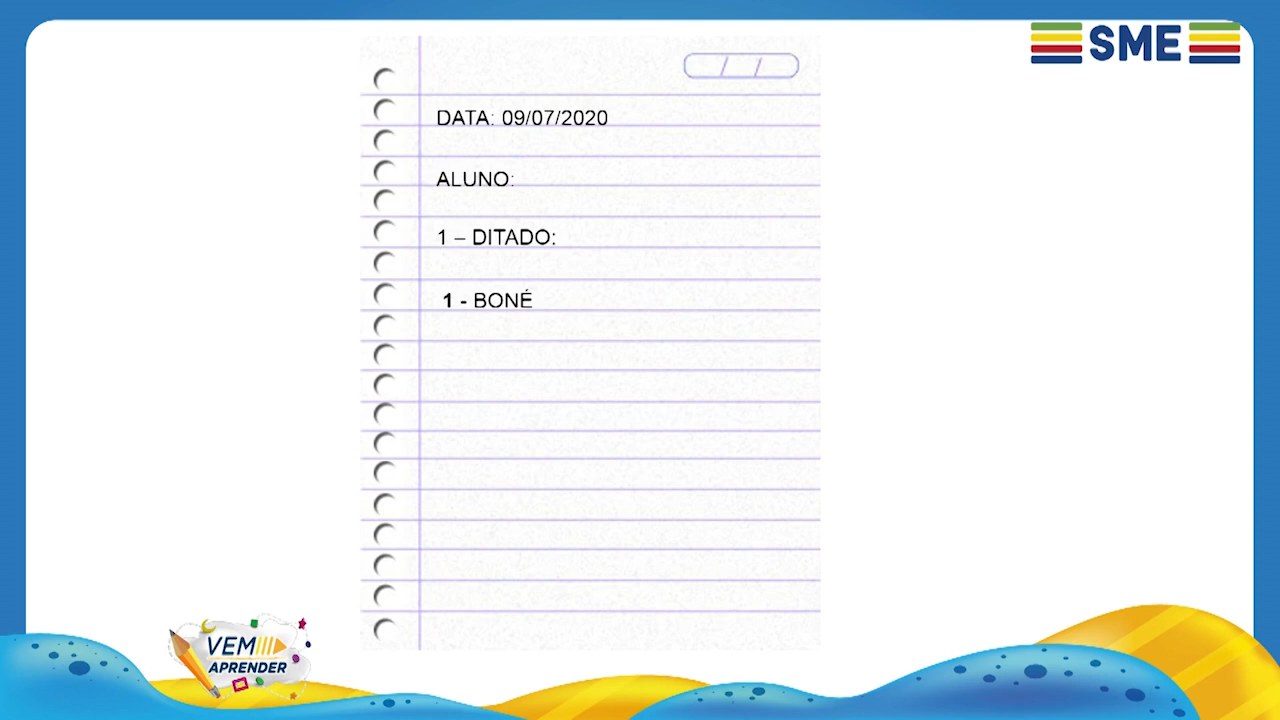 SME
DATA: 09/07/2020
ALUNO:
1 – DITADO:
1 - BONÉ
VEM
APRENDER